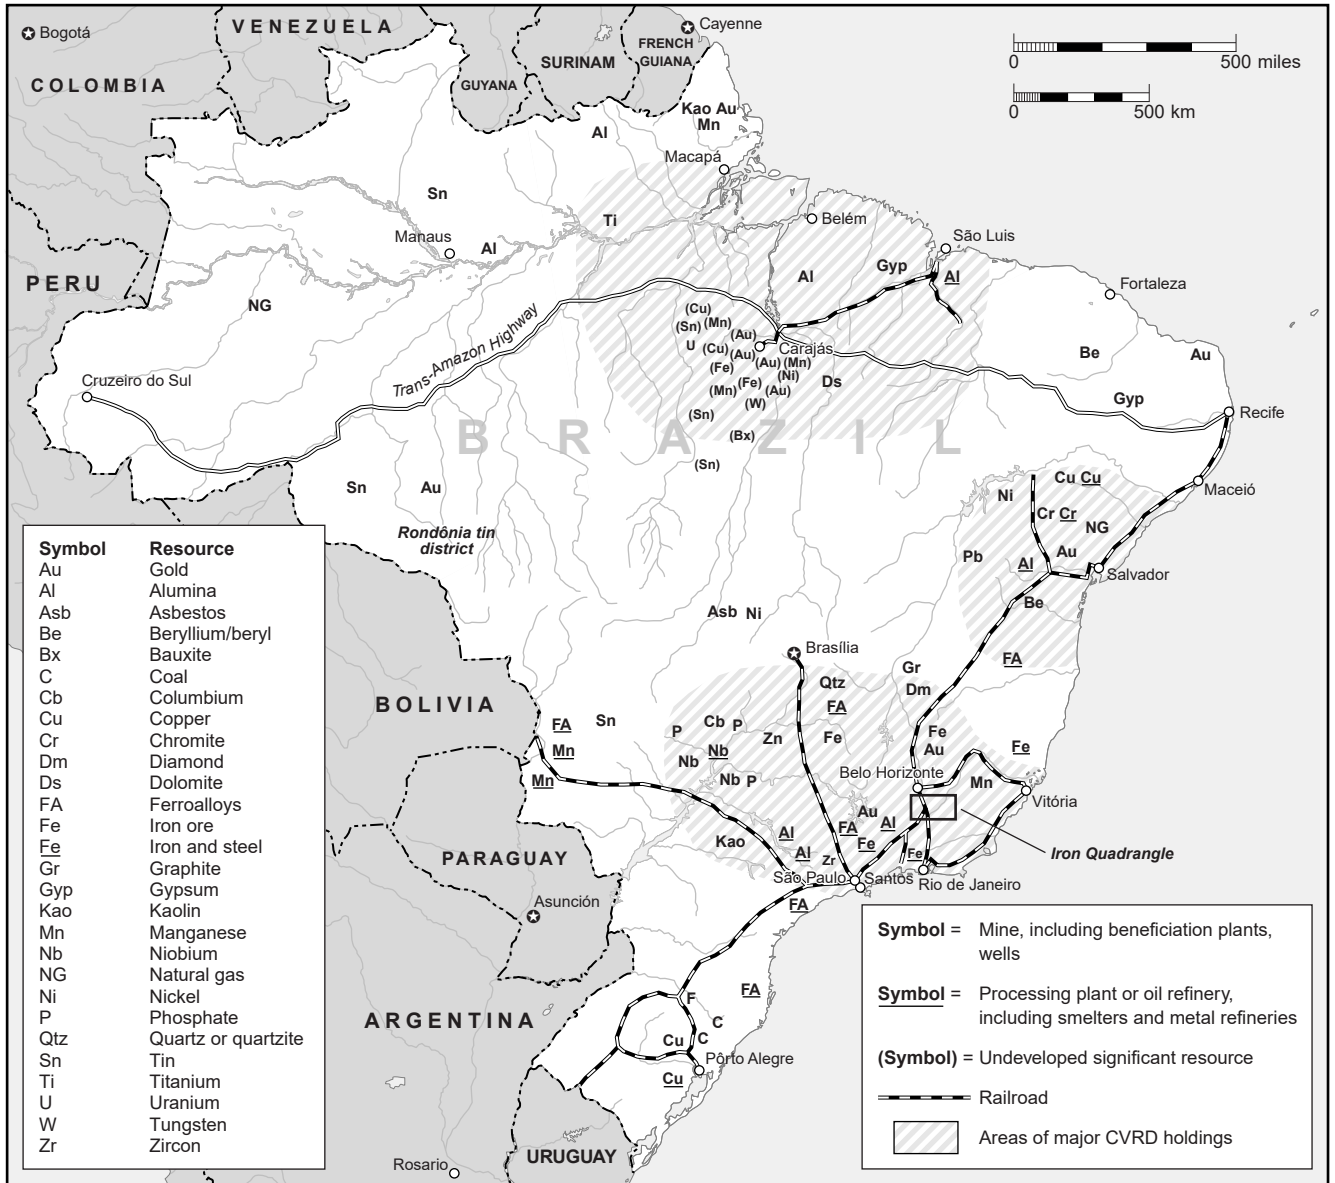 Bogotá
VENEZUELA
Cayenne
FRENCH
GUIANA
SURINAM
GUYANA
COLOMBIA
0
500 miles
0
500 km
Kao Au
Mn
Al
Macapá
Sn
Ti
Belém
Manaus
Al
São Luis
PERU
NG
Al
Gyp
Al
Fortaleza
Trans-Amazon Highway
(Cu)
(Sn)
(Mn)
(Au)
U
(Cu)
(Au)
Carajás
(Fe)
(Au)
(Mn)
(Ni)
(Mn)
(Fe)
(Au)
(W)
Ds
(Sn)
(Bx)
(Sn)
Be
Au
Gyp
Cruzeiro do Sul
Recife
BRAZIL
Maceió
Sn
Au
Rondônia tin
district
Ni
Cu Cu
Cr Cr
NG
Pb
Al
Au
Salvador
Be
FA
Asb Ni
Brasília
Gr
Dm
Qtz
FA
Fe
BOLIVIA
FA
Mn
Mn
Sn
P
Cb
P
Zn
Nb
Nb
Nb P
Fe
Au
Fe
Belo Horizonte
Mn
Vitória
Au
Al
FA
Fe
Fe
Iron Quadrangle
Kao
Al
Al
Zr
São Paulo
Santos
Rio de Janeiro
PARAGUAY
Asunción
FA
FA
F
C
C
Cu
Pôrto Alegre
Cu
ARGENTINA
URUGUAY
Rosario
Symbol Resource
Au Gold
Al Alumina
Asb Asbestos
Be Beryllium/beryl
Bx Bauxite
C Coal
Cb Columbium
Cu Copper
Cr Chromite
Dm Diamond
Ds Dolomite
FA Ferroalloys
Fe Iron ore
Fe Iron and steel
Gr Graphite
Gyp Gypsum
Kao Kaolin
Mn Manganese
Nb Niobium
NG Natural gas
Ni Nickel
P Phosphate
Qtz Quartz or quartzite
Sn Tin
Ti Titanium
U Uranium
W Tungsten
Zr Zircon
Symbol = Mine, including beneficiation plants,
wells
Symbol = Processing plant or oil refinery,
including smelters and metal refineries
(Symbol) = Undeveloped significant resource
Railroad
Areas of major CVRD holdings